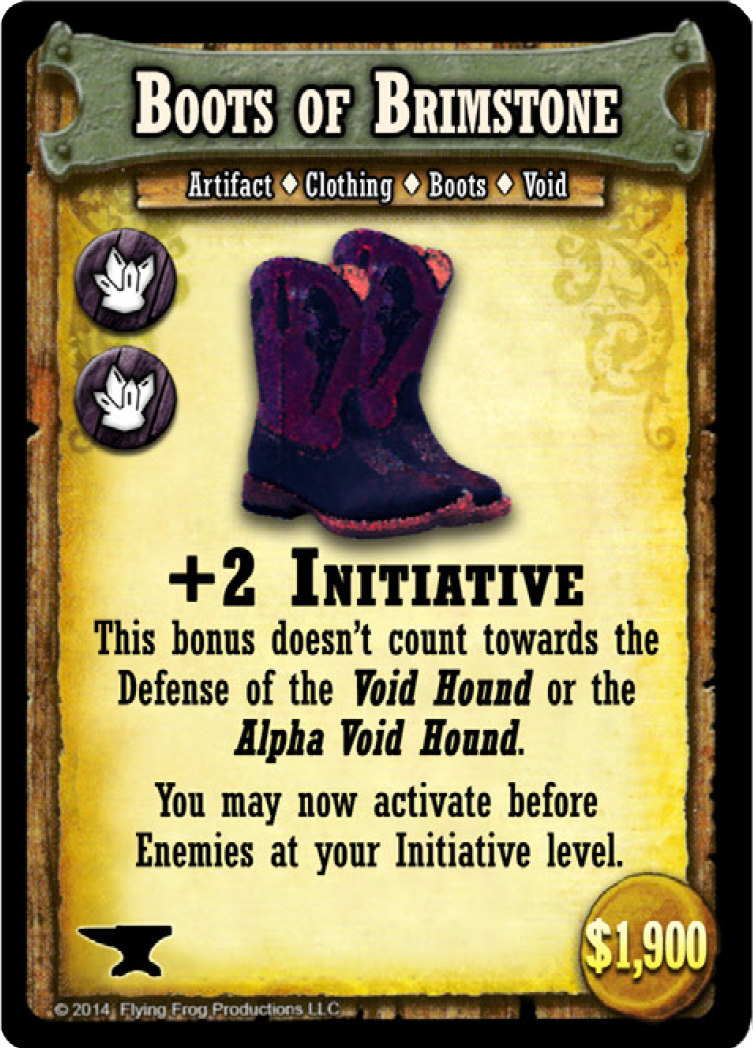 BOOTS OF BRIMSTONE
Artifact ♦ Clothing ♦ Boots ♦ Void
+2 INITIATIVE
This bonus doesn't count towards the
Defense of the Void Hound or the
Alpha Void Hound.
You may now activate before
Enemies at your Initiative level.
$1,900
© 2014 Flying Frog Productions LLC